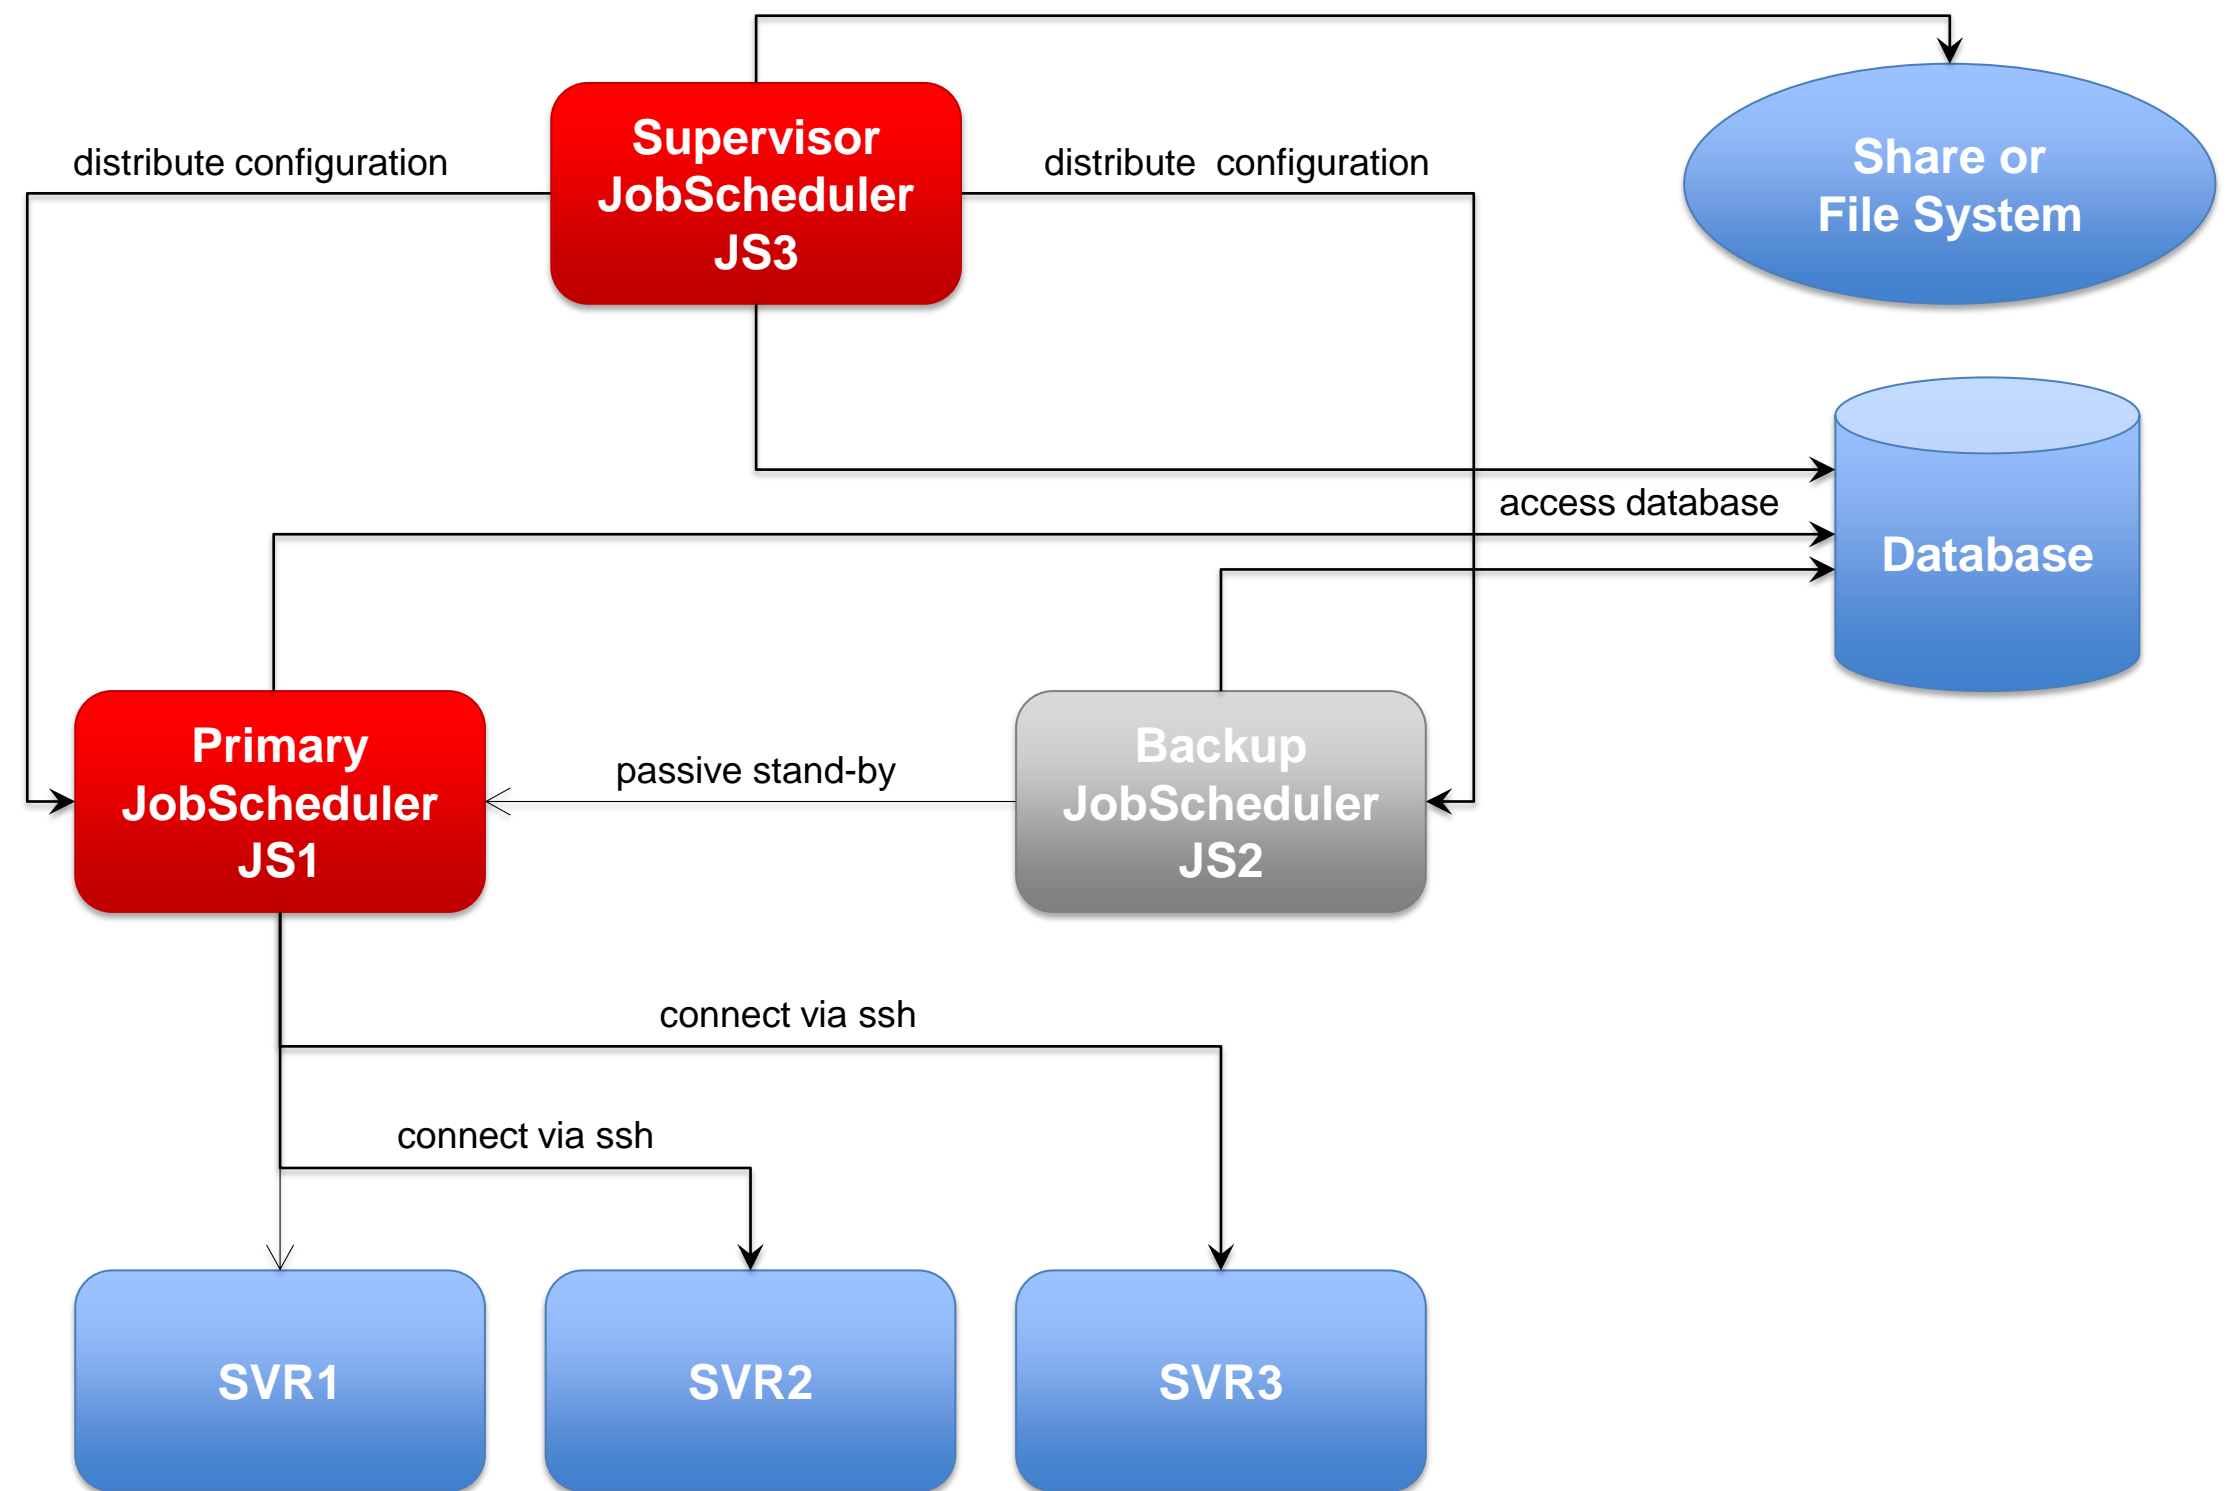 Supervisor
JobScheduler
JS3
distribute configuration
distribute  configuration
Share or
File System
access database
Database
Primary
JobScheduler
JS1
passive stand-by
Backup
JobScheduler
JS2
connect via ssh
connect via ssh
SVR1
SVR2
SVR3